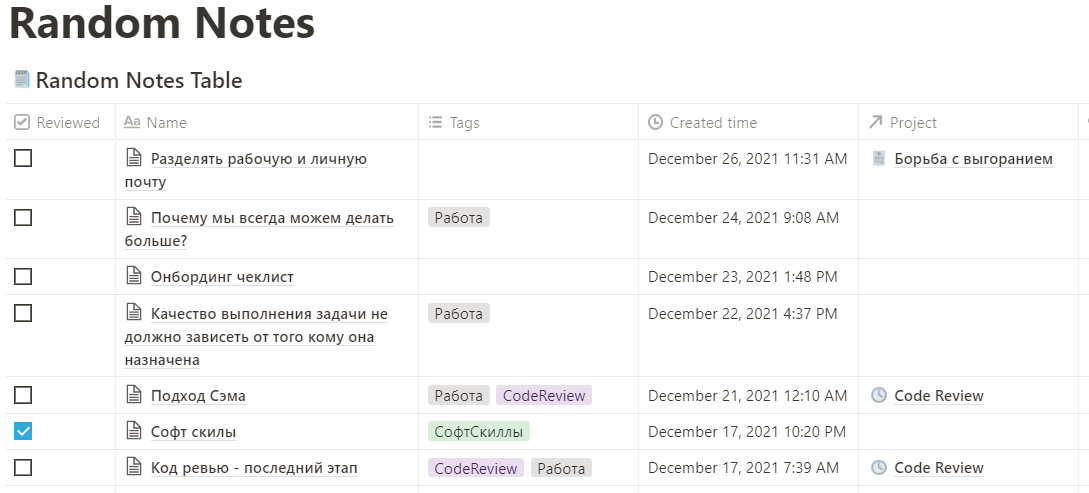 Random Notes
Random Notes Table
Reviewed Aa Name Tags Created time Project
Разделять рабочую и личную December 26, 2021 11:31 AM Борьба с выгоранием
почту
Почему мы всегда можем делать Работа December 24, 2021 9:08 AM
больше?
Онбординг чеклист December 23, 2021 1:48 PM
Качество выполнения задачи не Работа December 22, 2021 4:37 PM
должно зависеть от того кому она
назначена
Подход Сэма Работа CodeReview December 21, 2021 12:10 AM Code Review
Софт скилы СофтСкиллы December 17, 2021 10:20 PM
Код ревью - последний этап CodeReview Работа December 17, 2021 7:39 AM Code Review